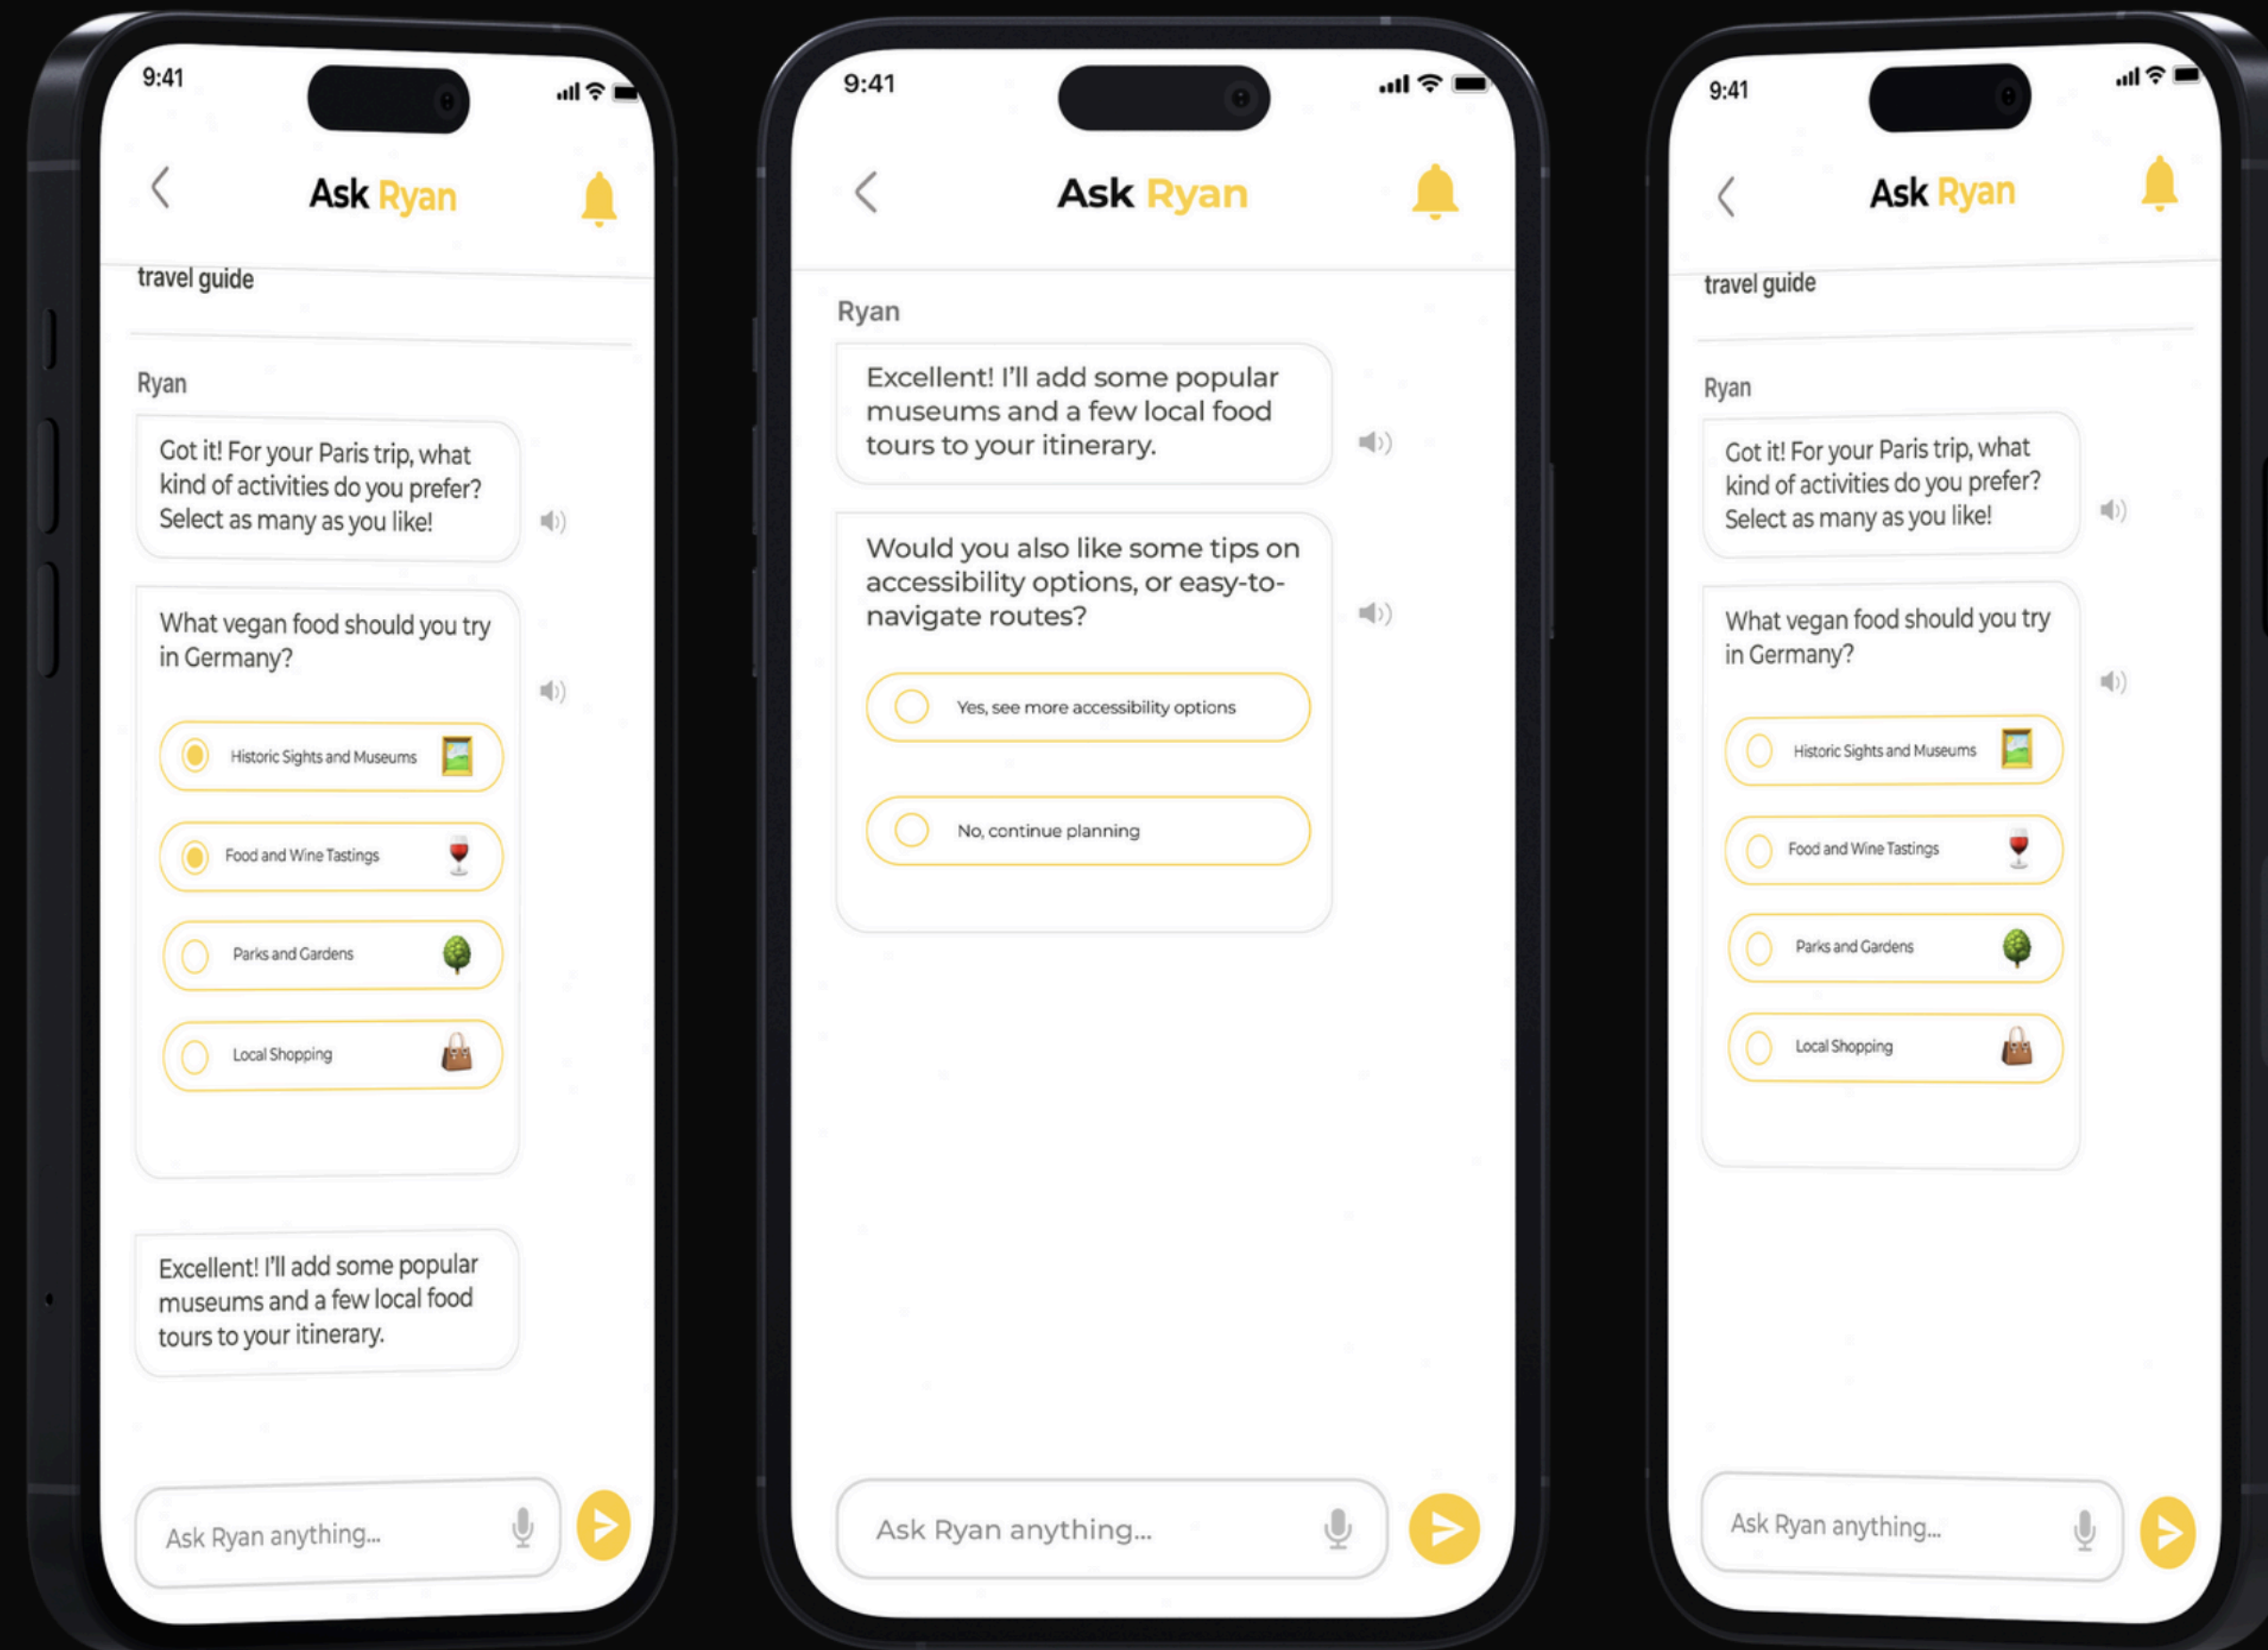 9:41
Ask Ryan
travel guide
Ryan
Got it! For your Paris trip, what
kind of activities do you prefer?
Select as many as you like!
What vegan food should you try
in Germany?
Historic Sights and Museums
Food and Wine Tastings
Parks and Gardens
Local Shopping
Excellent! I'll add some popular
museums and a few local food
tours to your itinerary.
Ask Ryan anything...
9:41
Ask Ryan
Ryan
Excellent! I'll add some popular
museums and a few local food
tours to your itinerary.
Would you also like some tips on
accessibility options, or easy-to-
navigate routes?
Yes, see more accessibility options
No, continue planning
Ask Ryan anything...
9:41
Ask Ryan
travel guide
Ryan
Got it! For your Paris trip, what
kind of activities do you prefer?
Select as many as you like!
What vegan food should you try
in Germany?
Historic Sights and Museums
Food and Wine Tastings
Parks and Gardens
Local Shopping
Ask Ryan anything...